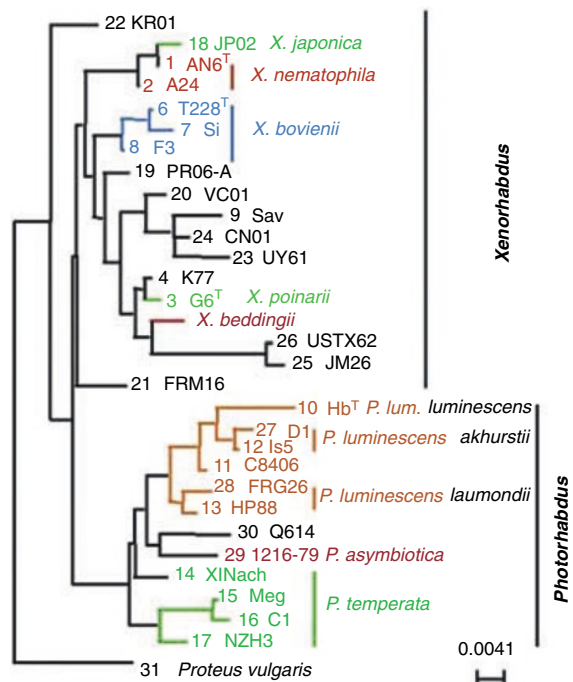 22 KR01
18 JP02 X. japonica
1 AN6T
2 A24
X. nematophila
6 T228T
7 Si
8 F3
X. bovienii
19 PR06-A
20 VC01
9 Sav
24 CN01
23 UY61
4 K77
3 G6T X. poinarii
X. beddingii
26 USTX62
25 JM26
21 FRM16
Xenorhabdus
10 HbT P. lum. luminescens
27 D1
12 Is5
P. luminescens akhurstii
11 C8406
28 FRG26
13 HP88
P. luminescens laumondii
30 Q614
29 1216-79 P. asymbiotica
14 XINach
15 Meg
16 C1
17 NZH3
P. temperata
Photorhabdus
31 Proteus vulgaris
0.0041